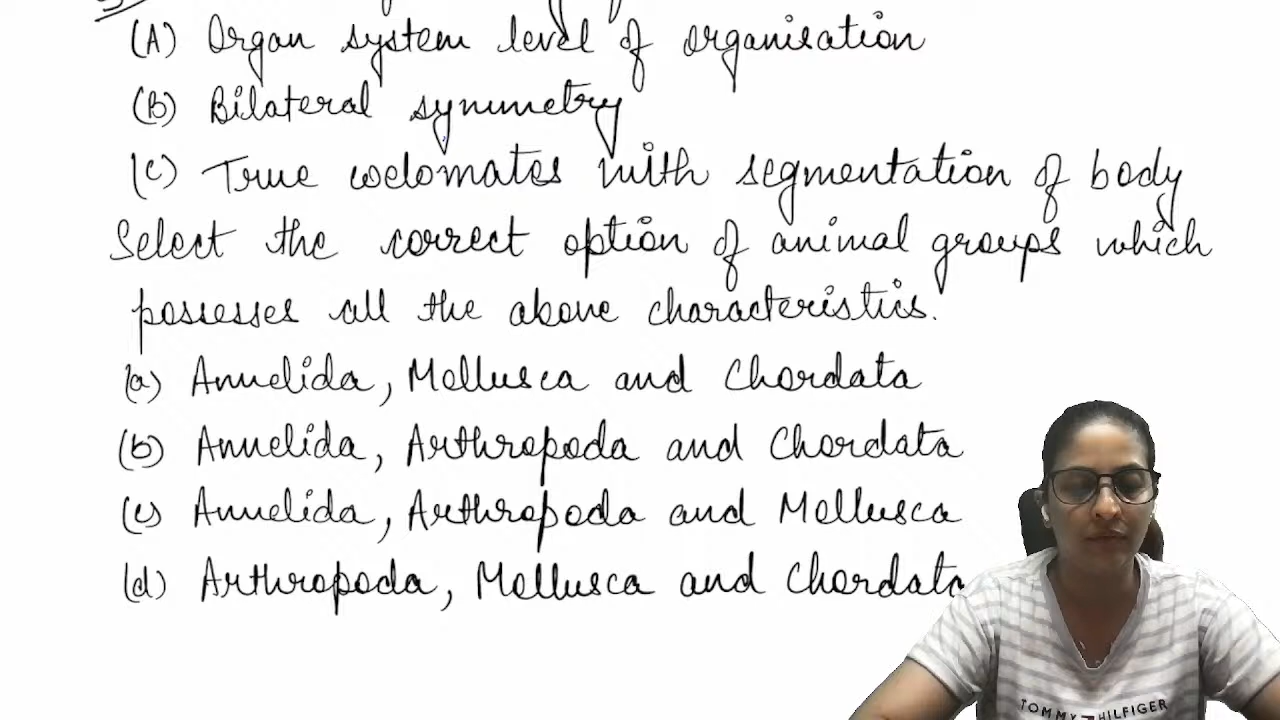 (A) Organ system level of organisation
(B) Bilateral symmetry
(C) True coelomates with segmentation of body
Select the correct option of animal groups which
possesses all the above characteristics.
(a) Annelida, Mollusca and Chordata
(b) Annelida, Arthropoda and Chordata
(c) Annelida, Arthropoda and Mollusca
(d) Arthropoda, Mollusca and Chordata
TOMMY HILFIGER